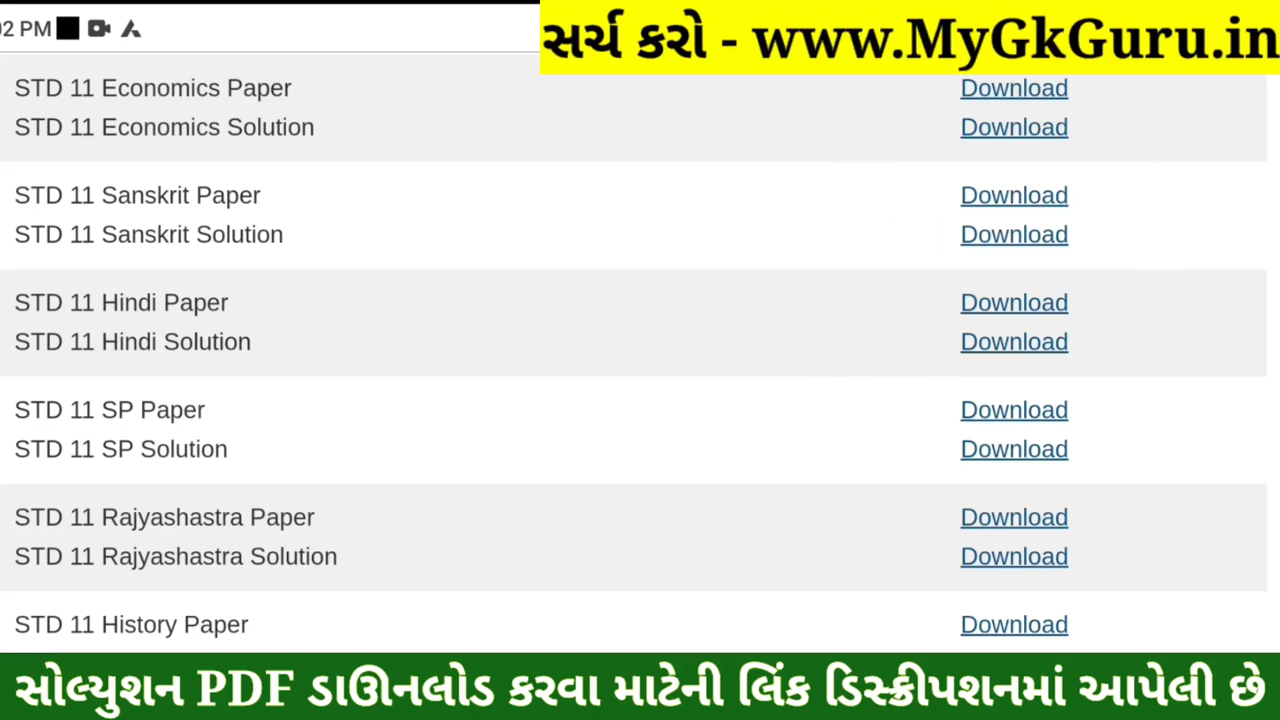 02 PM
સર્ચ કરો - www.MyGkGuru.in
STD 11 Economics Paper Download
STD 11 Economics Solution Download
STD 11 Sanskrit Paper Download
STD 11 Sanskrit Solution Download
STD 11 Hindi Paper Download
STD 11 Hindi Solution Download
STD 11 SP Paper Download
STD 11 SP Solution Download
STD 11 Rajyashastra Paper Download
STD 11 Rajyashastra Solution Download
STD 11 History Paper Download
સોલ્યુશન PDF ડાઊનલોડ કરવા માટેની લિંક ડિસ્ક્રીપશનમાં આપેલી છે